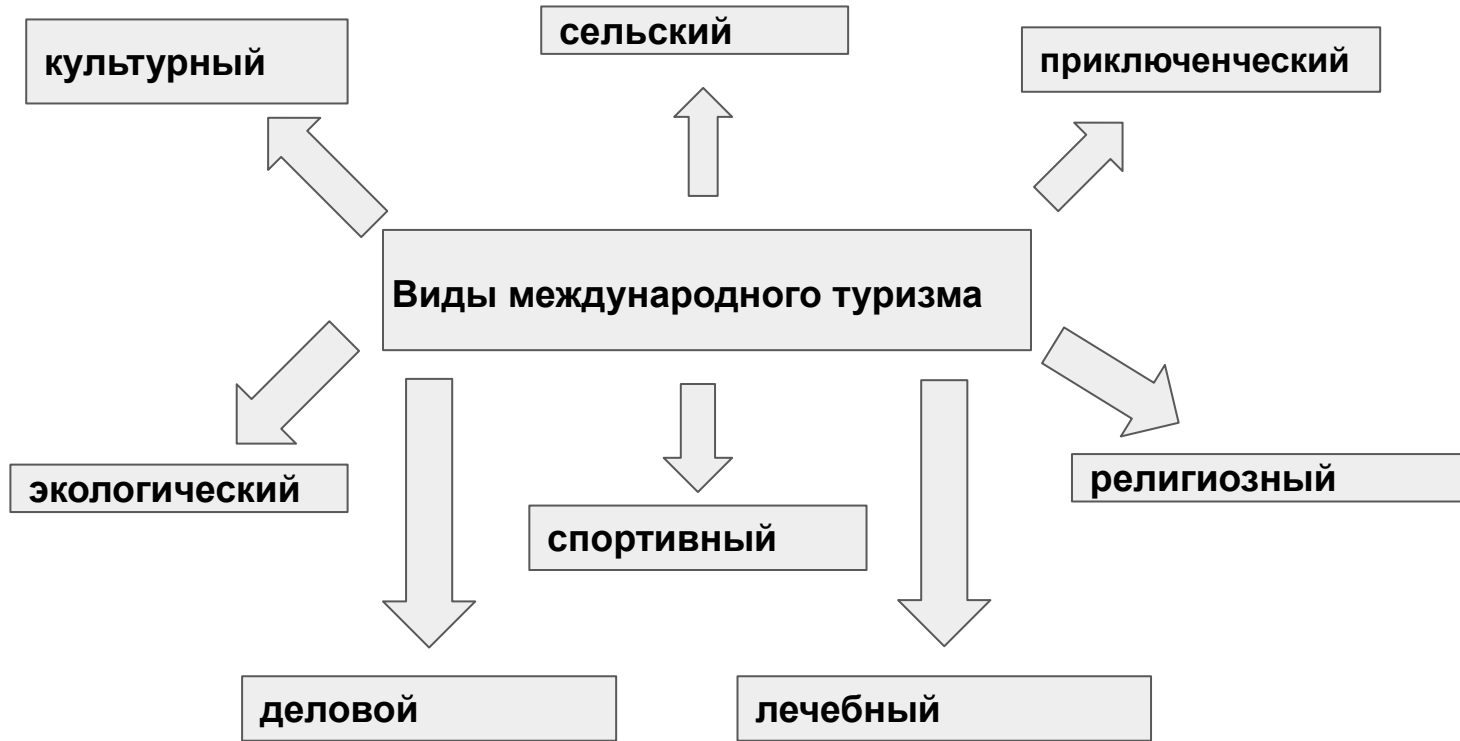 культурный
сельский
приключенческий
Виды международного туризма
экологический
религиозный
спортивный
деловой
лечебный